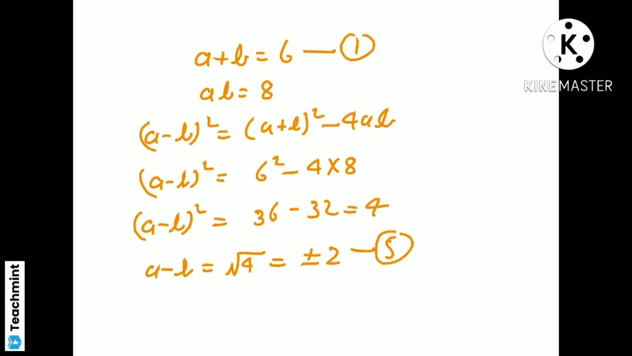 a+b = 6 — ①
ab = 8
(a-b)² = (a+b)² - 4ab
(a-b)² = 6² - 4×8
(a-b)² = 36 - 32 = 4
a-b = √4 = ±2 — ⑤
K
KINEMASTER
Teachmint